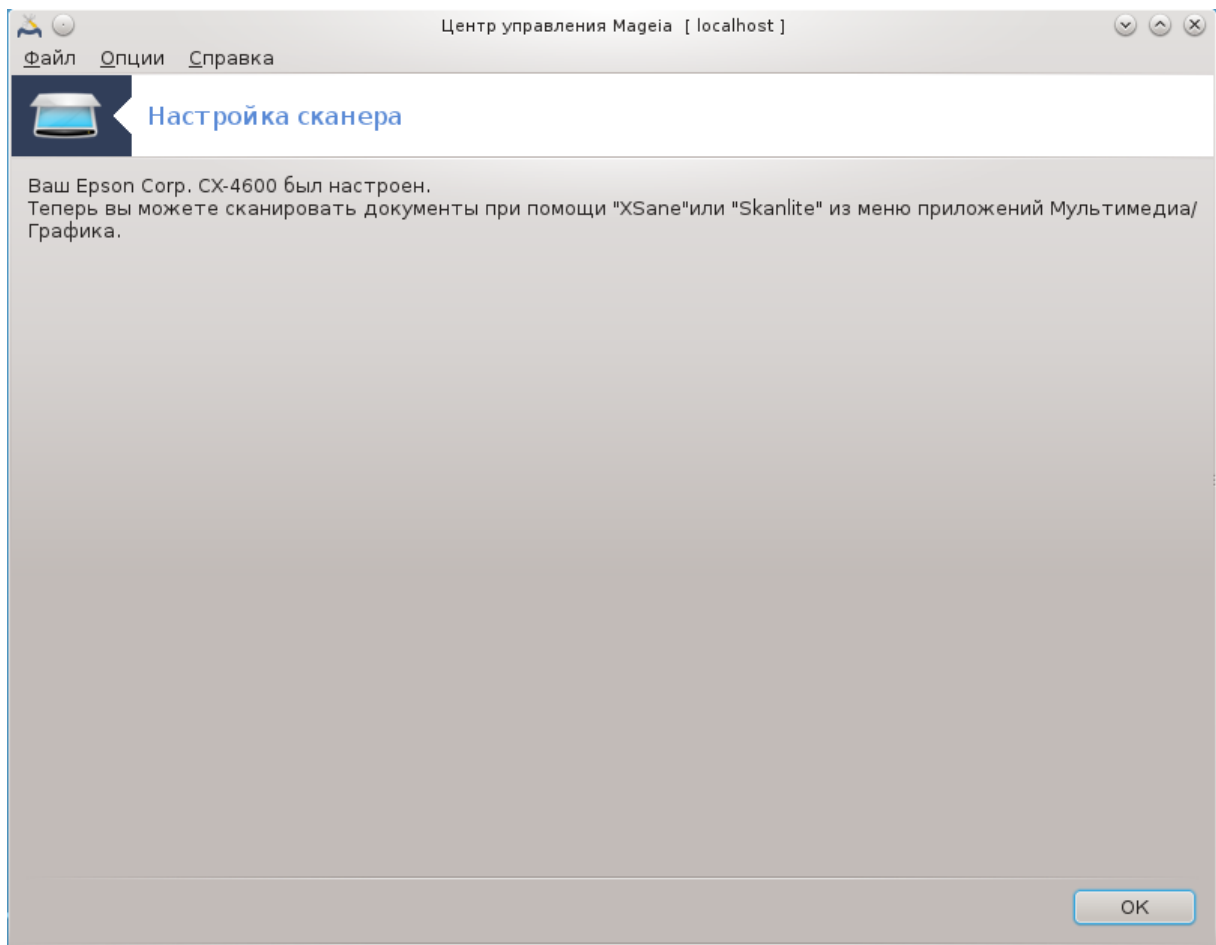 Центр управления Mageia [ localhost ]
Файл Опции Справка
Настройка сканера
Ваш Epson Corp. CX-4600 был настроен.
Теперь вы можете сканировать документы при помощи "XSane"или "Skanlite" из меню приложений Мультимедиа/
Графика.
OK